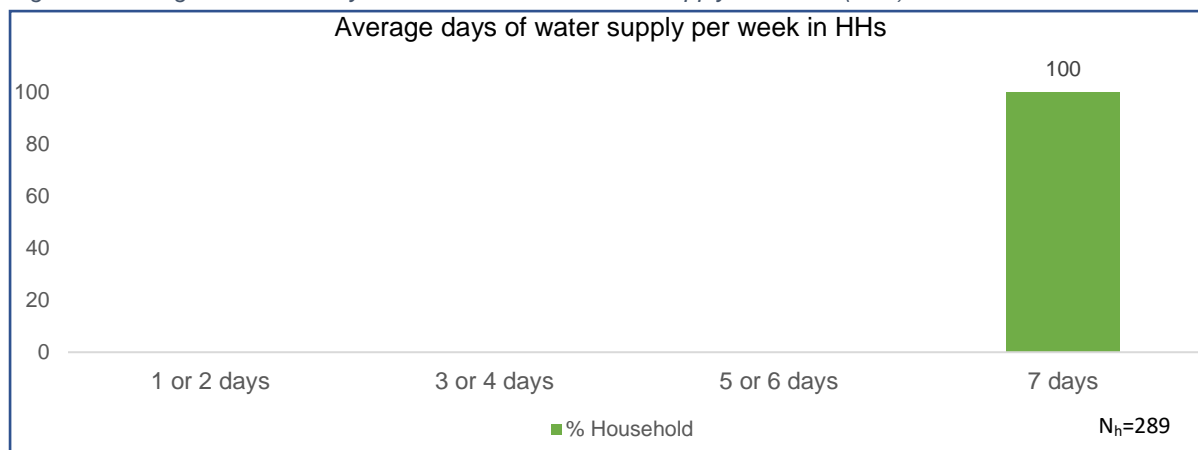 Average days of water supply per week in HHs
100
100
80
60
40
20
0
1 or 2 days
3 or 4 days
5 or 6 days
7 days
% Household
Nₕ=289